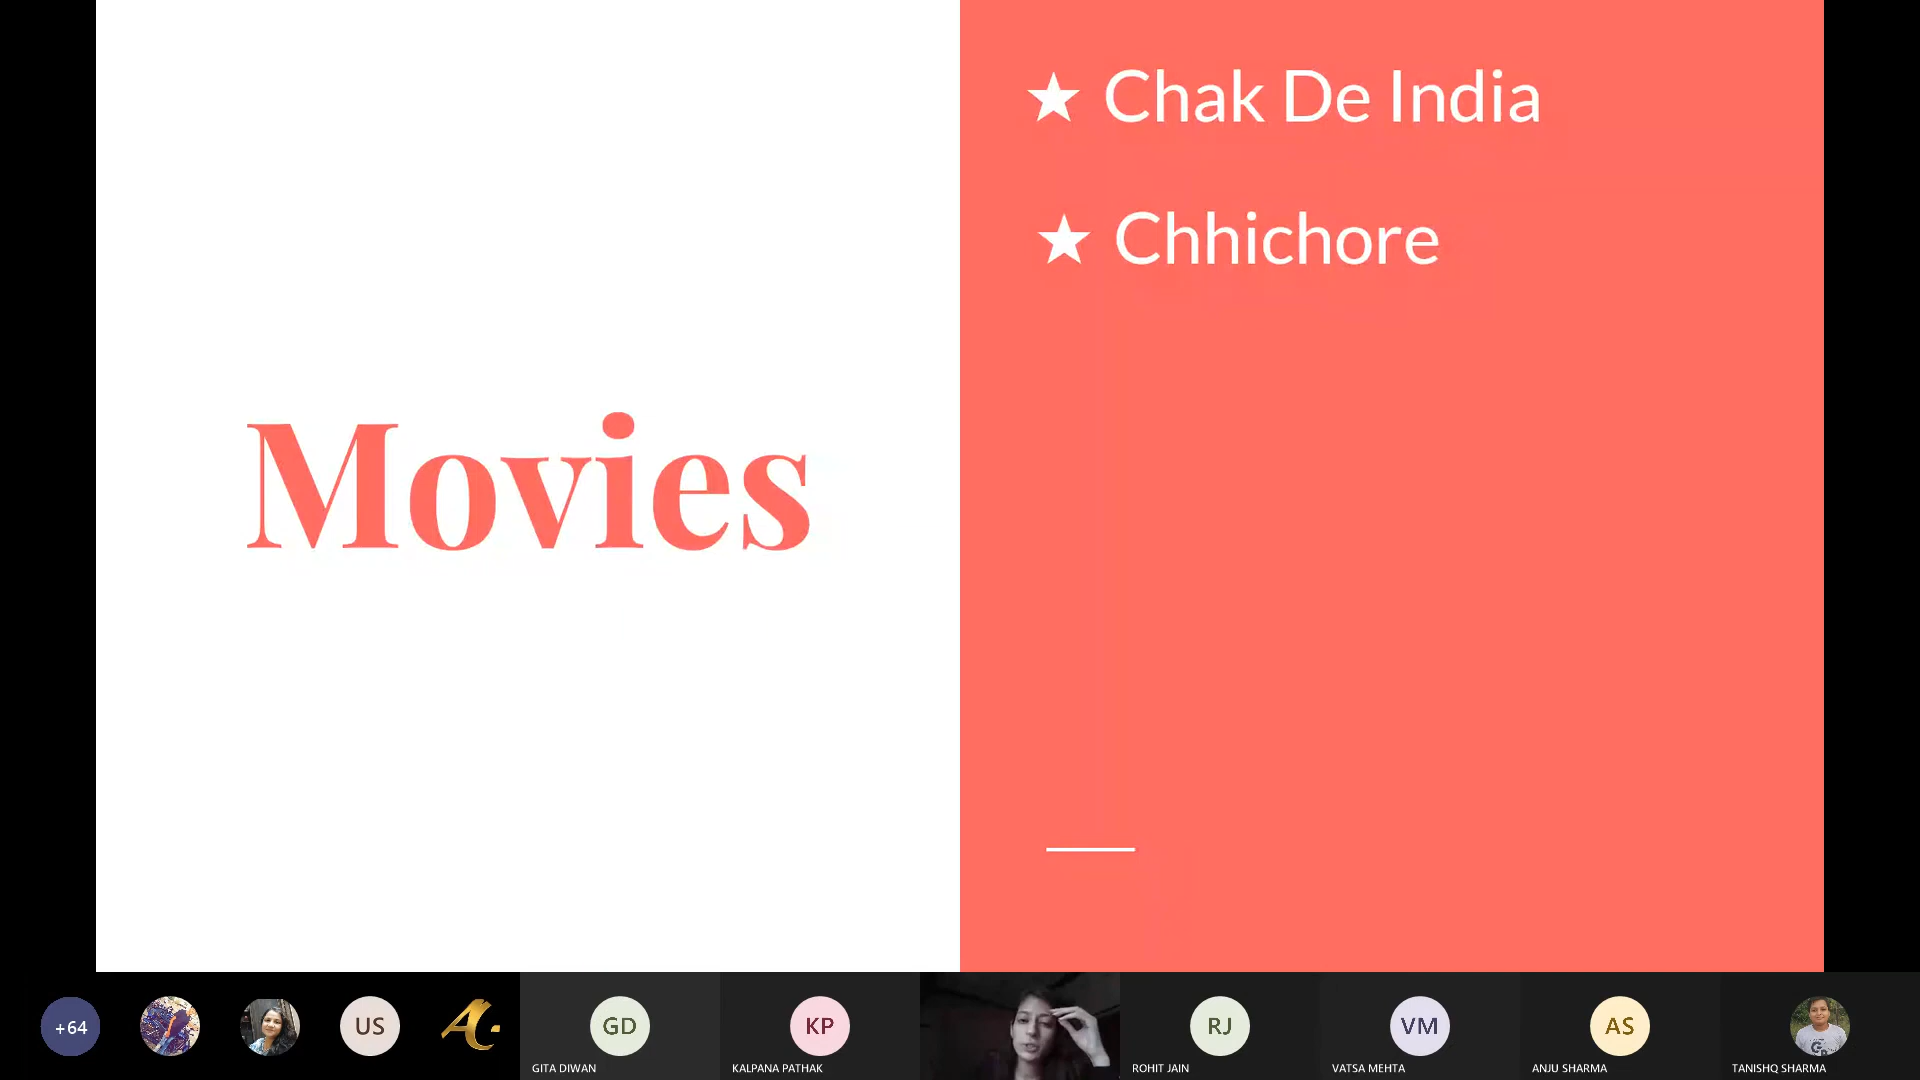 ★ Chak De India
★ Chhichore
Movies
+64
US
AC.
GD
GITA DIWAN
KP
KALPANA PATHAK
RJ
ROHIT JAIN
VM
VATSA MEHTA
AS
ANJU SHARMA
TANISHQ SHARMA